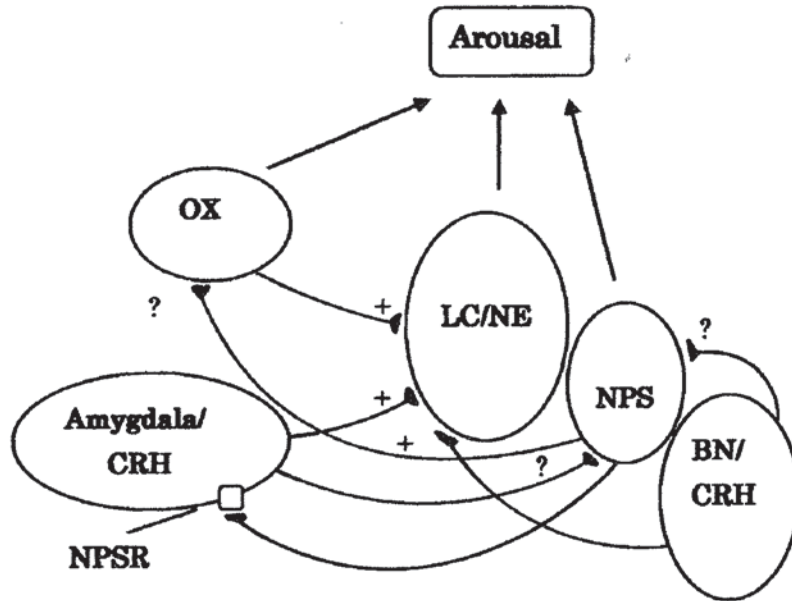 Arousal
OX
?
+
LC/NE
?
+
Amygdala/
CRH
NPS
+
?
BN/
CRH
NPSR